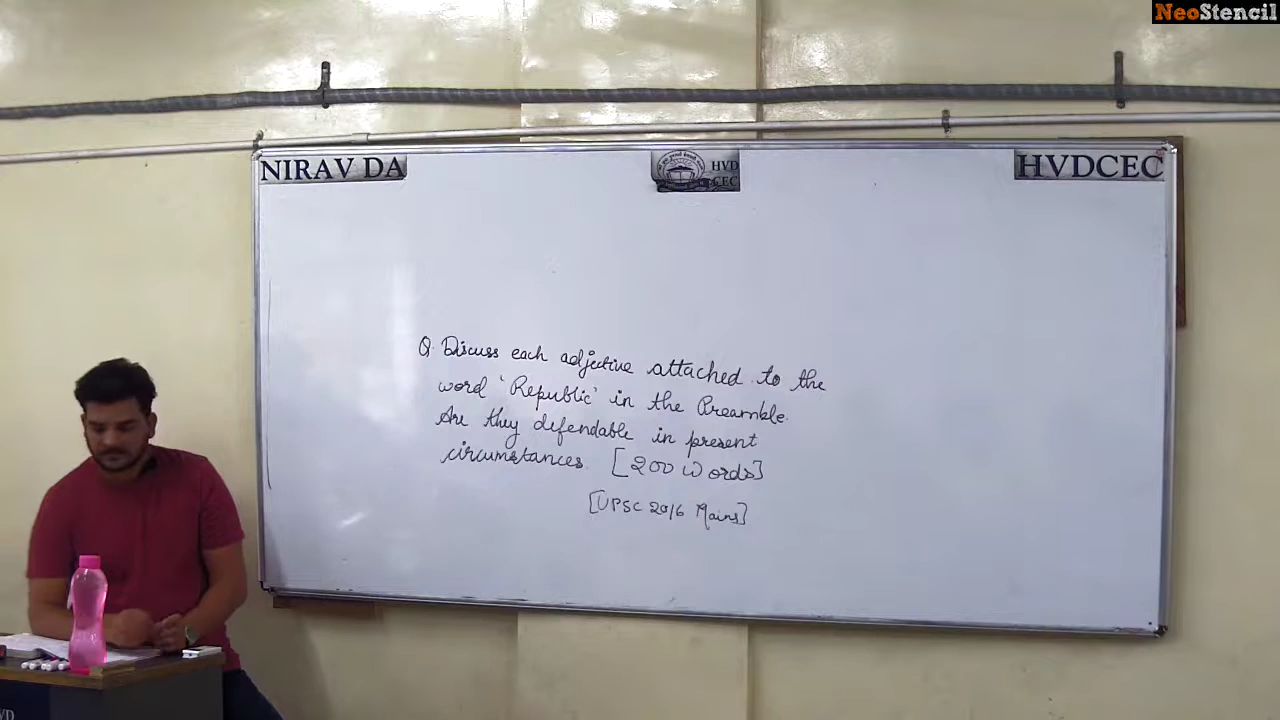 NeoStencil
NIRAV DA
HVD
CEC
HVDCEC
Q. Discuss each adjective attached to the
word 'Republic' in the Preamble.
Are they defendable in present
circumstances. [200 Words]
[UPSC 2016 Mains]